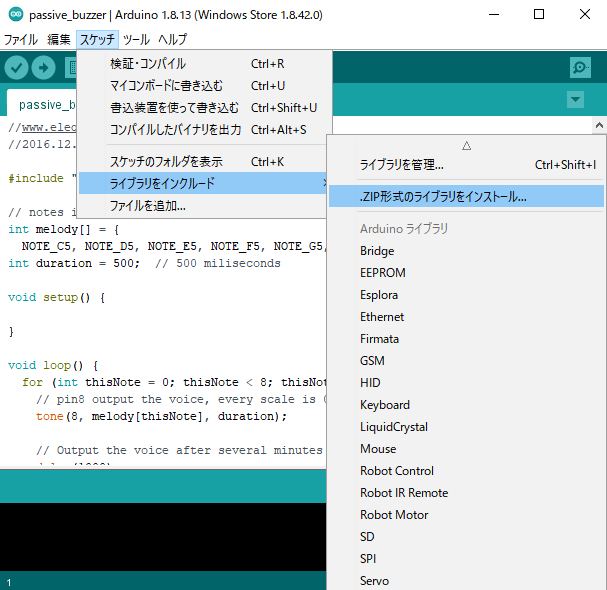 passive_buzzer | Arduino 1.8.13 (Windows Store 1.8.42.0)
ファイル 編集 スケッチ ツール ヘルプ
検証・コンパイル Ctrl+R
マイコンボードに書き込む Ctrl+U
書込装置を使って書き込む Ctrl+Shift+U
コンパイルしたバイナリを出力 Ctrl+Alt+S
スケッチのフォルダを表示 Ctrl+K
ライブラリをインクルード
ファイルを追加...
passive_b
//www.elec
//2016.12.
#include "
// notes i
int melody[] = {
NOTE_C5, NOTE_D5, NOTE_E5, NOTE_F5, NOTE_G5,
int duration = 500;  // 500 miliseconds
void setup() {
}
void loop() {
for (int thisNote = 0; thisNote < 8; thisNot
// pin8 output the voice, every scale is
tone(8, melody[thisNote], duration);
// Output the voice after several minutes
1
ライブラリを管理... Ctrl+Shift+I
.ZIP形式のライブラリをインストール...
Arduino ライブラリ
Bridge
EEPROM
Esplora
Ethernet
Firmata
GSM
HID
Keyboard
LiquidCrystal
Mouse
Robot Control
Robot IR Remote
Robot Motor
SD
SPI
Servo